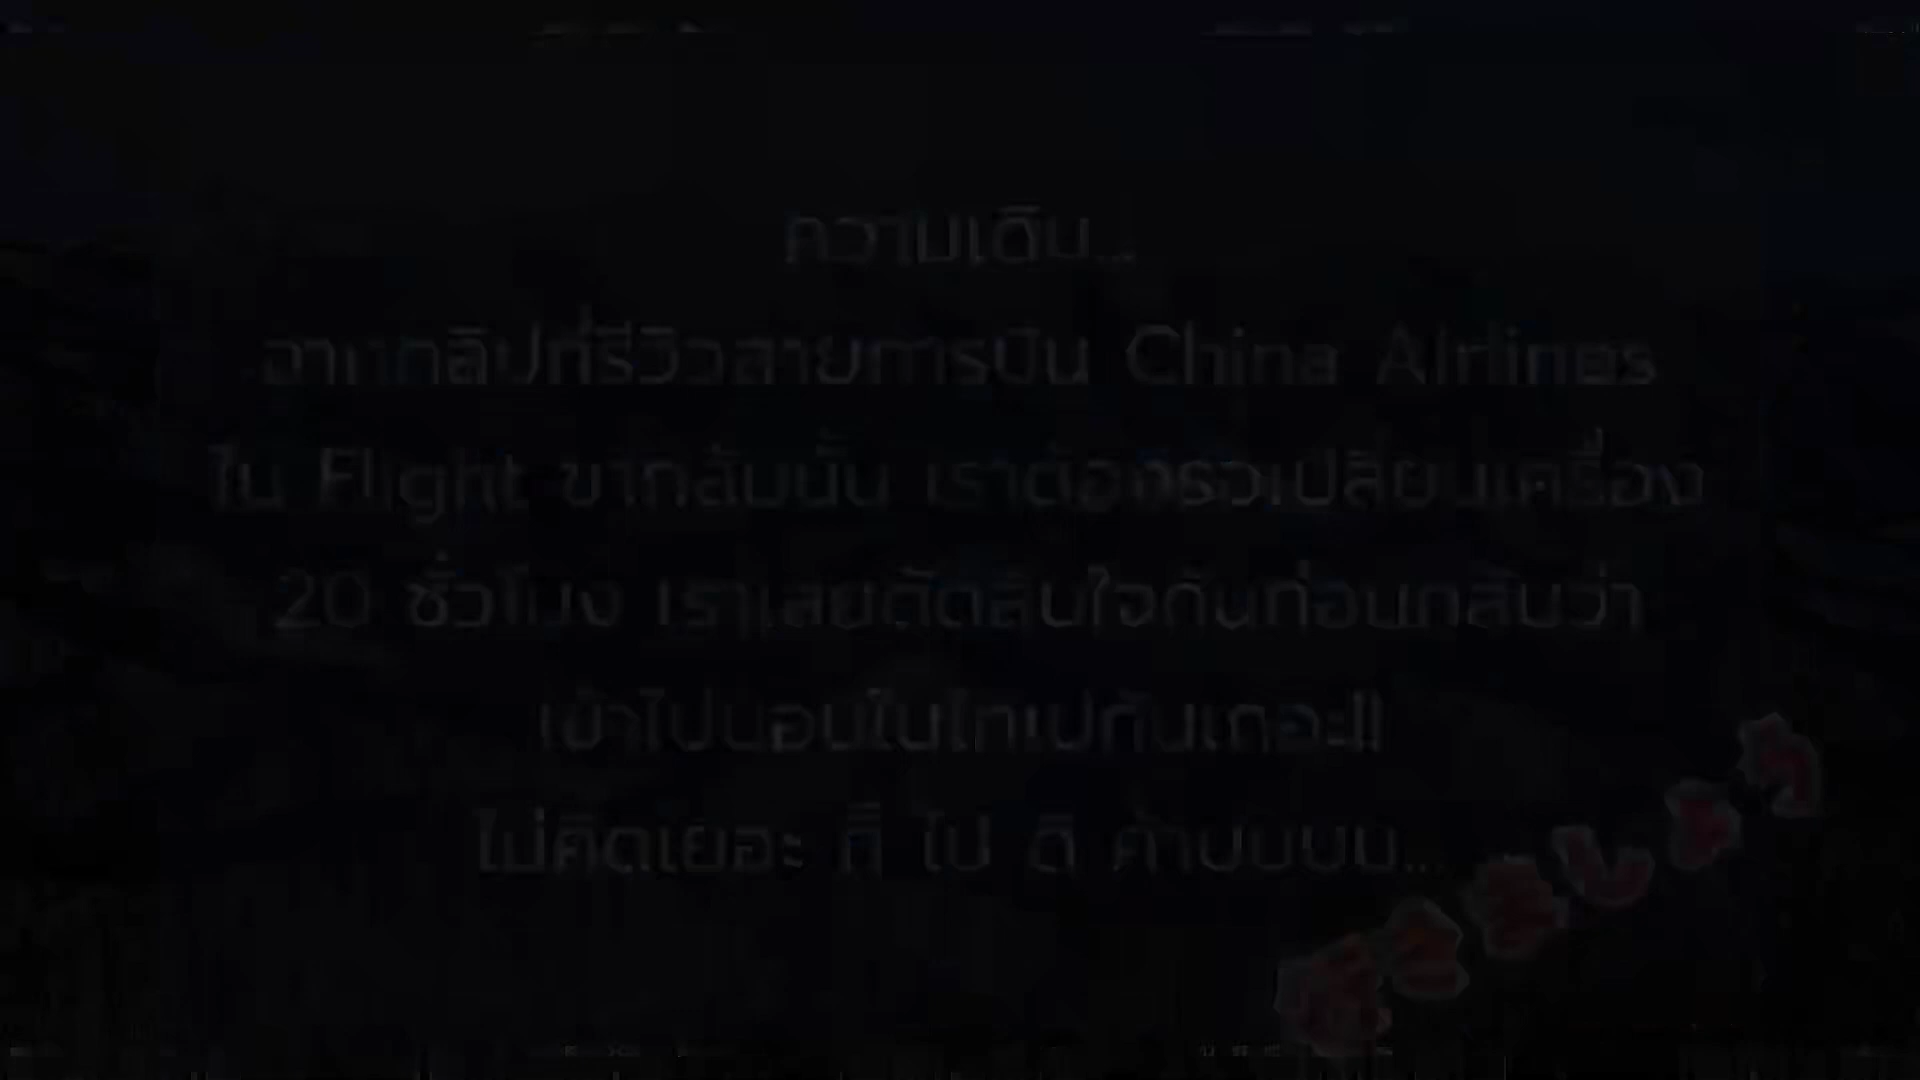 ความเดิม...
จากคลิปที่รีวิวสายการบิน China Airlines
ใน Flight ขากลับนั้น เราต้องรอเปลี่ยนเครื่อง
20 ชั่วโมง เราเลยตัดสินใจกันก่อนกลับว่า
เข้าไปนอนในไทเปกันเถอะ!!
ไม่คิดเยอะ ก็ ไป ดิ ค้าบบบบ...